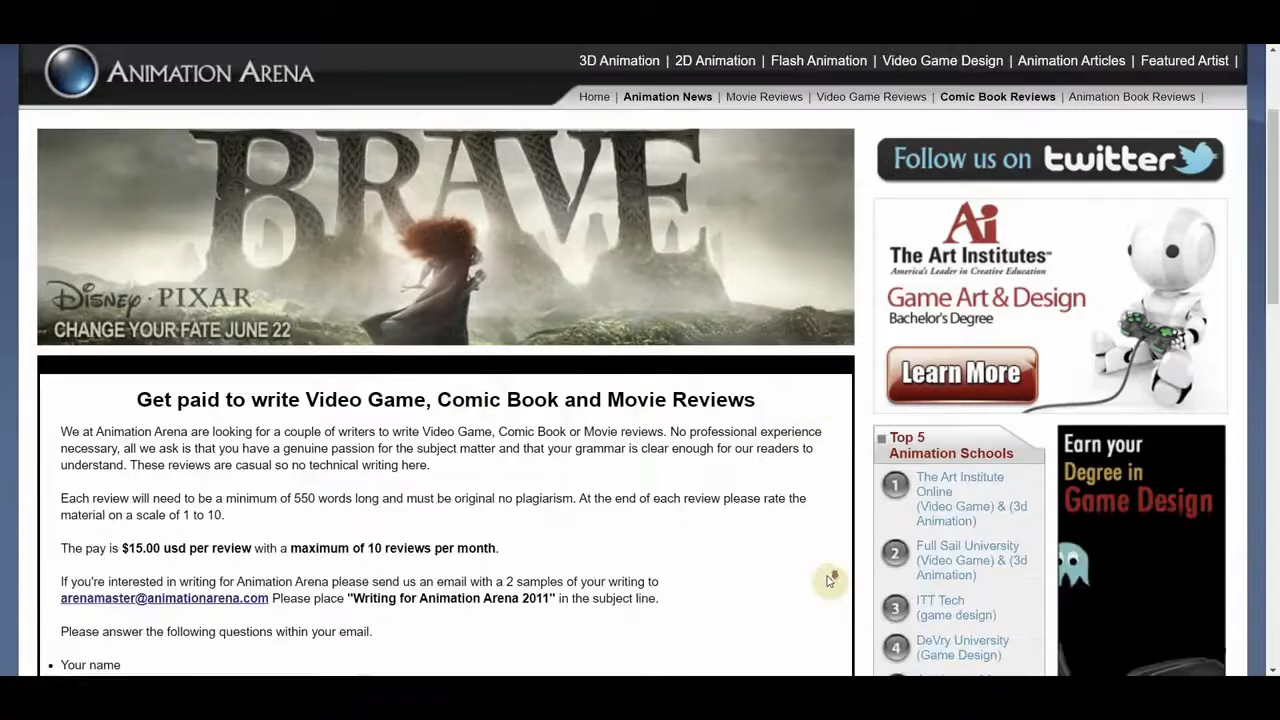 ANIMATION ARENA
3D Animation | 2D Animation | Flash Animation | Video Game Design | Animation Articles | Featured Artist |
Home | Animation News | Movie Reviews | Video Game Reviews | Comic Book Reviews | Animation Book Reviews |
BRAVE
DISNEY · PIXAR
CHANGE YOUR FATE JUNE 22
Follow us on twitter
Ai
The Art Institutes
America's Leader in Creative Education
Game Art & Design
Bachelor's Degree
Learn More
Get paid to write Video Game, Comic Book and Movie Reviews
We at Animation Arena are looking for a couple of writers to write Video Game, Comic Book or Movie reviews. No professional experience
necessary, all we ask is that you have a genuine passion for the subject matter and that your grammar is clear enough for our readers to
understand. These reviews are casual so no technical writing here.
Each review will need to be a minimum of 550 words long and must be original no plagiarism. At the end of each review please rate the
material on a scale of 1 to 10.
The pay is $15.00 usd per review with a maximum of 10 reviews per month.
If you're interested in writing for Animation Arena please send us an email with a 2 samples of your writing to
arenamaster@animationarena.com Please place "Writing for Animation Arena 2011" in the subject line.
Please answer the following questions within your email.
• Your name
Top 5
Animation Schools
1 The Art Institute
Online
(Video Game) & (3d
Animation)
2 Full Sail University
(Video Game) & (3d
Animation)
3 ITT Tech
(game design)
4 DeVry University
(Game Design)
Earn your
Degree in
Game Design